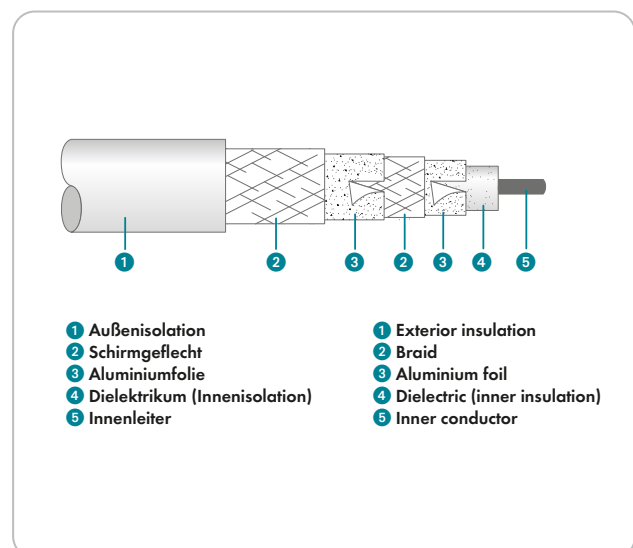 1 2 3 2 3 4 5
1 Außenisolation
2 Schirmgeflecht
3 Aluminiumfolie
4 Dielektrikum (Innenisolation)
5 Innenleiter
1 Exterior insulation
2 Braid
3 Aluminium foil
4 Dielectric (inner insulation)
5 Inner conductor